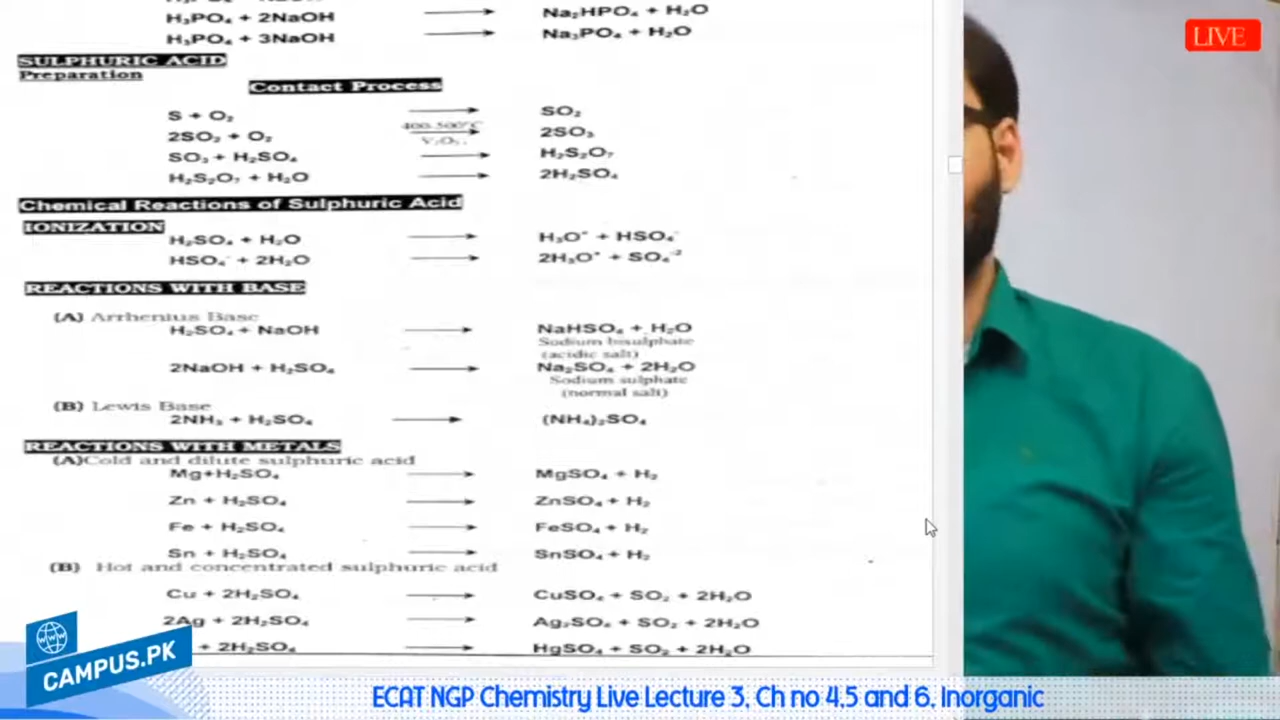 H₃PO₄ + 2NaOH → Na₂HPO₄ + H₂O
H₃PO₄ + 3NaOH → Na₃PO₄ + H₂O
SULPHURIC ACID
Preparation
Contact Process
S + O₂ → SO₂
400-500°C
2SO₂ + O₂ → 2SO₃
V₂O₅,
SO₃ + H₂SO₄ → H₂S₂O₇
H₂S₂O₇ + H₂O → 2H₂SO₄
Chemical Reactions of Sulphuric Acid
IONIZATION
H₂SO₄ + H₂O → H₃O⁺ + HSO₄⁻
HSO₄⁻ + 2H₂O → 2H₃O⁺ + SO₄⁻²
REACTIONS WITH BASE
(A) Arrhenius Base
H₂SO₄ + NaOH → NaHSO₄ + H₂O
Sodium bisulphate
(acidic salt)
2NaOH + H₂SO₄ → Na₂SO₄ + 2H₂O
Sodium sulphate
(normal salt)
(B) Lewis Base
2NH₃ + H₂SO₄ → (NH₄)₂SO₄
REACTIONS WITH METALS
(A)Cold and dilute sulphuric acid
Mg+H₂SO₄ → MgSO₄ + H₂
Zn + H₂SO₄ → ZnSO₄ + H₂
Fe + H₂SO₄ → FeSO₄ + H₂
Sn + H₂SO₄ → SnSO₄ + H₂
(B) Hot and concentrated sulphuric acid
Cu + 2H₂SO₄ → CuSO₄ + SO₂ + 2H₂O
2Ag + 2H₂SO₄ → Ag₂SO₄ + SO₂ + 2H₂O
+ 2H₂SO₄ → HgSO₄ + SO₂ + 2H₂O
LIVE
www
CAMPUS.PK
ECAT NGP Chemistry Live Lecture 3, Ch no 4,5 and 6, Inorganic